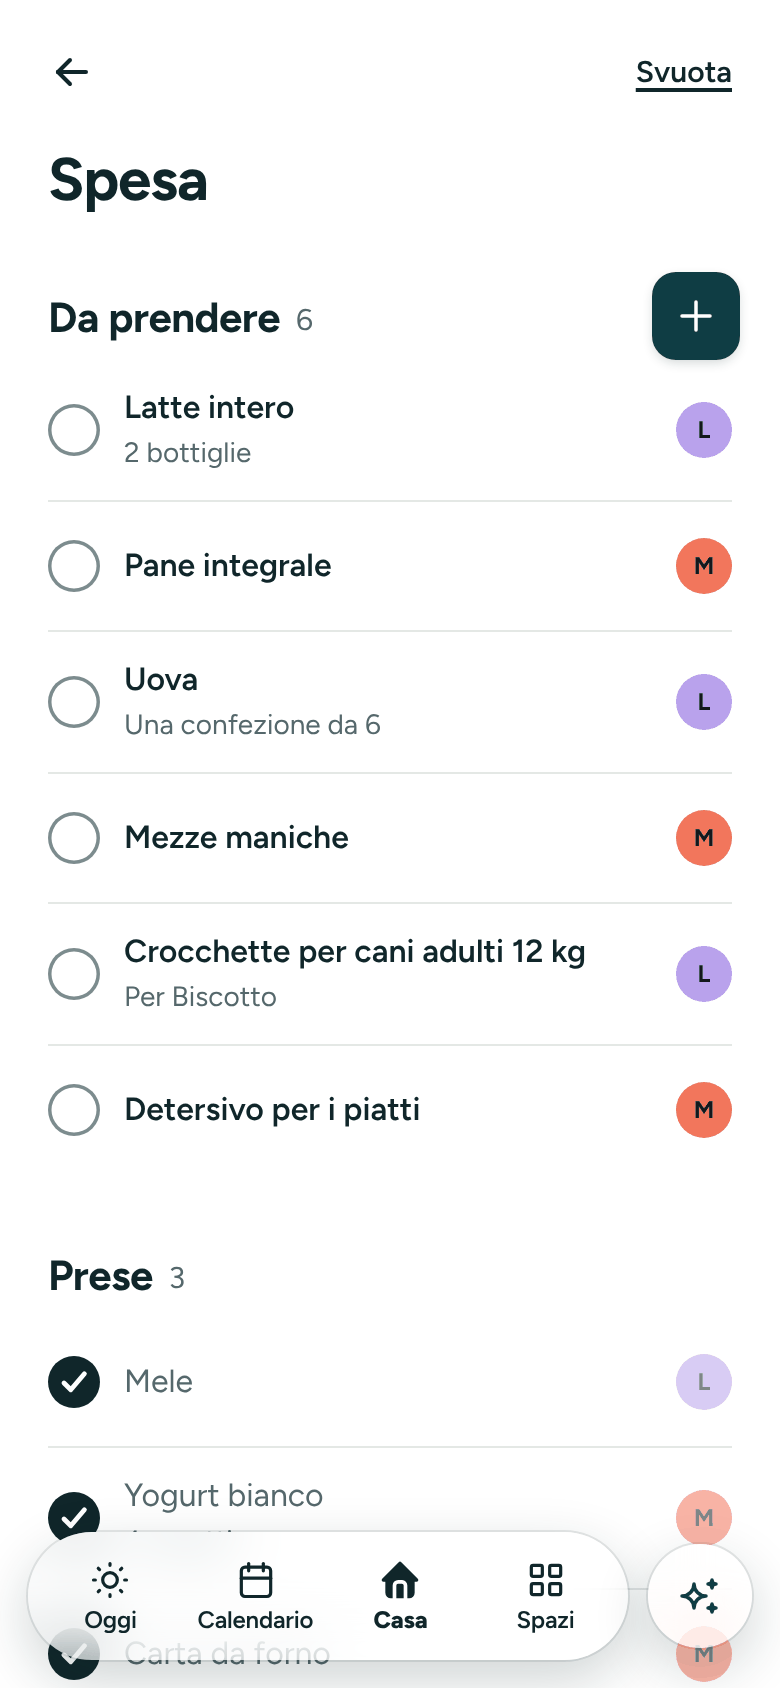 Svuota
Spesa
Da prendere 6
Latte intero
2 bottiglie
L
Pane integrale
M
Uova
Una confezione da 6
L
Mezze maniche
M
Crocchette per cani adulti 12 kg
Per Biscotto
L
Detersivo per i piatti
M
Prese 3
Mele
L
Yogurt bianco
M
Oggi
Calendario
Casa
Spazi
Carta da forno
M